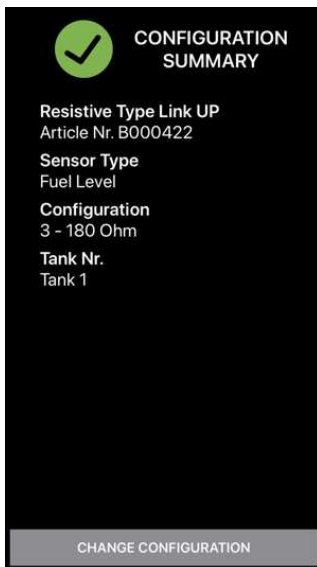 CONFIGURATION
SUMMARY
Resistive Type Link UP
Article Nr. B000422
Sensor Type
Fuel Level
Configuration
3 - 180 Ohm
Tank Nr.
Tank 1
CHANGE CONFIGURATION